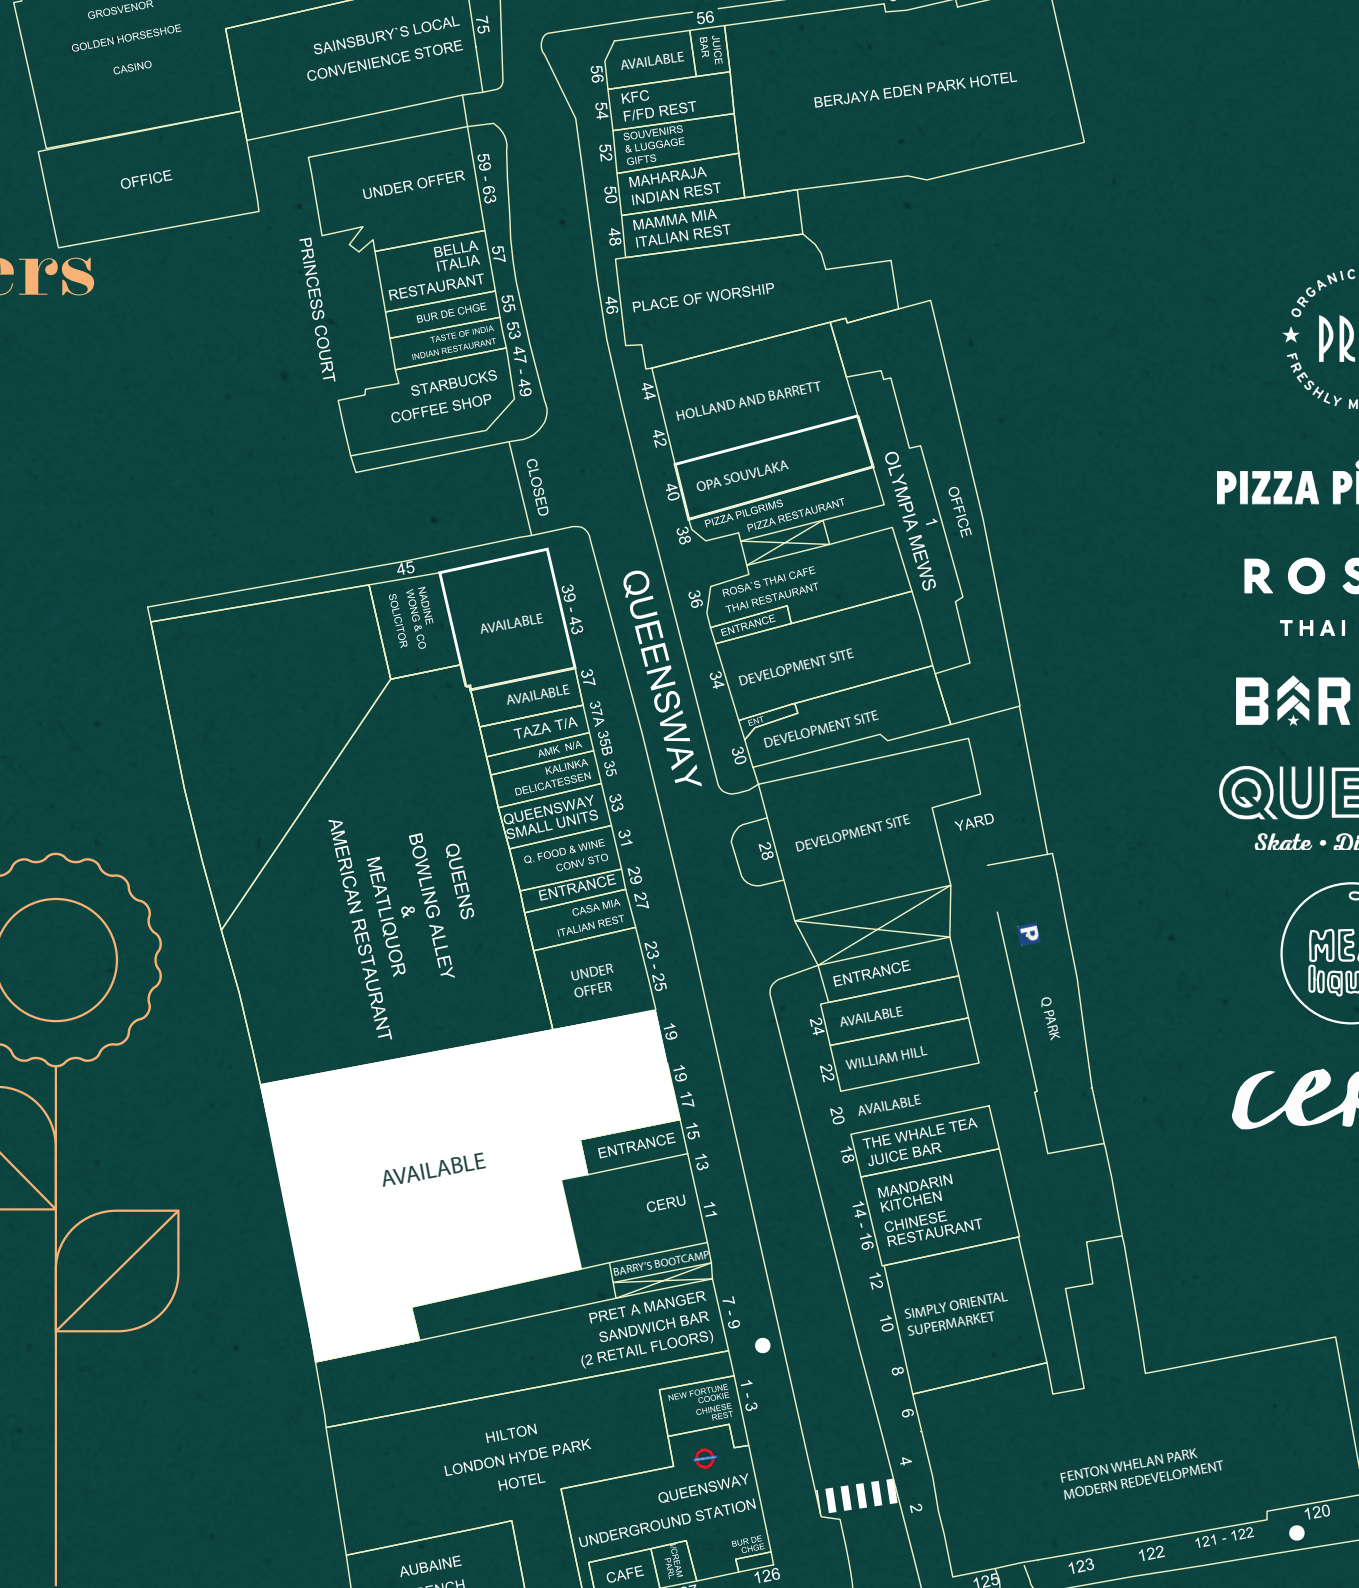 GROSVENOR
GOLDEN HORSESHOE
CASINO
OFFICE
SAINSBURY`S LOCAL
CONVENIENCE STORE
75
56
AVAILABLE
JUICE
BAR
BERJAYA EDEN PARK HOTEL
56
54
52
50
48
46
KFC
F/FD REST
SOUVENIRS
& LUGGAGE
GIFTS
MAHARAJA
INDIAN REST
MAMMA MIA
ITALIAN REST
PLACE OF WORSHIP
UNDER OFFER
59 - 63
BELLA
ITALIA
RESTAURANT
57
BUR DE CHGE
55
TASTE OF INDIA
INDIAN RESTAURANT
53
STARBUCKS
COFFEE SHOP
47 - 49
PRINCESS COURT
ers
CLOSED
44
42
40
38
36
34
30
HOLLAND AND BARRETT
OPA SOUVLAKA
PIZZA PILGRIMS
PIZZA RESTAURANT
ROSA`S THAI CAFE
THAI RESTAURANT
ENTRANCE
DEVELOPMENT SITE
ENT
DEVELOPMENT SITE
OLYMPIA MEWS
1
OFFICE
QUEENSWAY
45
NADINE
WONG & CO
SOLICITOR
AVAILABLE
39 - 43
AVAILABLE
37
TAZA T/A
37A
AMK N/A
35B
KALINKA
DELICATESSEN
35
QUEENSWAY
SMALL UNITS
33
Q. FOOD & WINE
CONV STO
31
ENTRANCE
29
CASA MIA
ITALIAN REST
27
UNDER
OFFER
23 - 25
QUEENS
BOWLING ALLEY
&
MEATLIQUOR
AMERICAN RESTAURANT
19
19
17
AVAILABLE
15
ENTRANCE
13
CERU
11
BARRY'S BOOTCAMP
PRET A MANGER
SANDWICH BAR
(2 RETAIL FLOORS)
7 - 9
NEW FORTUNE
COOKIE
CHINESE
REST
1 - 3
HILTON
LONDON HYDE PARK
HOTEL
QUEENSWAY
UNDERGROUND STATION
BUR DE
CHGE
CAFE
126
AUBAINE
28
DEVELOPMENT SITE
YARD
P
Q PARK
ENTRANCE
24
AVAILABLE
22
WILLIAM HILL
20
AVAILABLE
18
THE WHALE TEA
JUICE BAR
14 - 16
MANDARIN
KITCHEN
CHINESE
RESTAURANT
12
10
SIMPLY ORIENTAL
SUPERMARKET
8
6
4
2
FENTON WHELAN PARK
MODERN REDEVELOPMENT
120
121 - 122
122
123
125
ORGANIC
PR
FRESHLY M
PIZZA P
ROS
THAI
BAR
QUE
Skate • Di
ME
liqu
cer